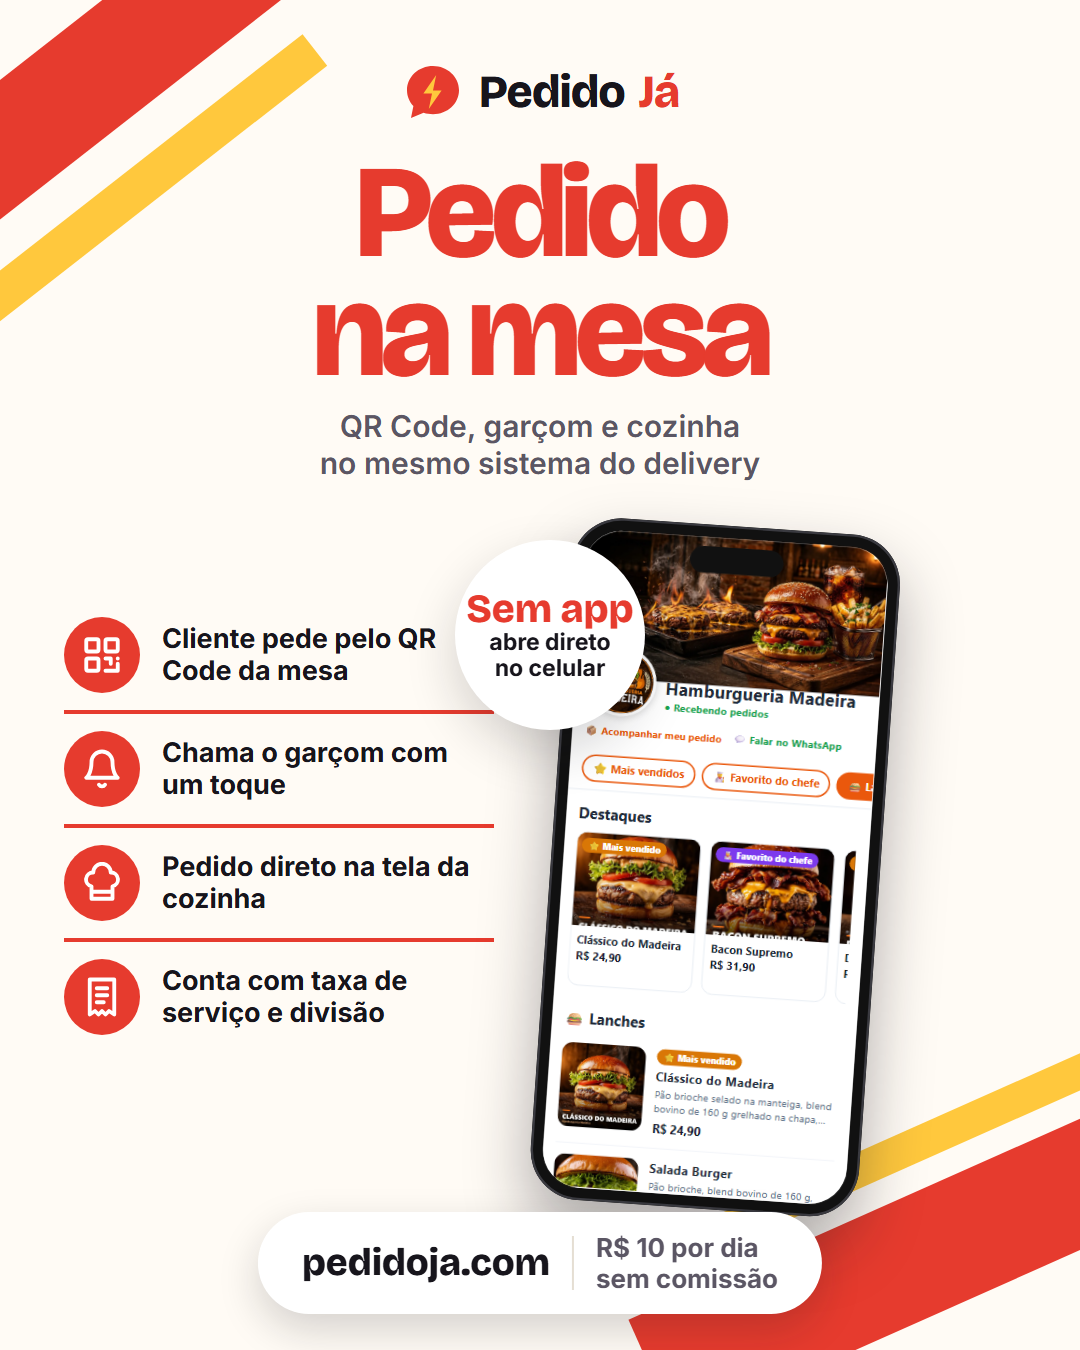 Pedido Já
Pedido
na mesa
QR Code, garçom e cozinha
no mesmo sistema do delivery
Sem app
abre direto
no celular
Cliente pede pelo QR
Code da mesa
Chama o garçom com
um toque
Pedido direto na tela da
cozinha
Conta com taxa de
serviço e divisão
Hamburgueria Madeira
Recebendo pedidos
Acompanhar meu pedido
Falar no WhatsApp
Mais vendidos
Favorito do chefe
Destaques
Mais vendido
Favorito do chefe
Clássico do Madeira
R$ 24,90
Bacon Supremo
R$ 31,90
Lanches
CLÁSSICO DO MADEIRA
Mais vendido
Clássico do Madeira
Pão brioche selado na manteiga, blend
bovino de 160 g grelhado na chapa,...
R$ 24,90
Salada Burger
Pão brioche, blend bovino de 160 g,
pedidoja.com
R$ 10 por dia
sem comissão